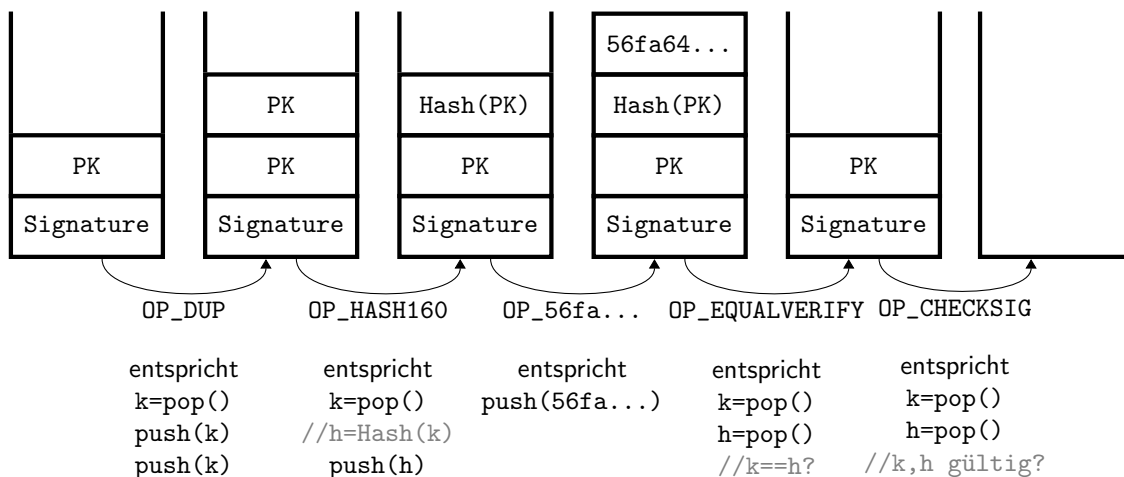 56fa64...
PK Hash(PK) Hash(PK)
PK PK PK PK PK
Signature Signature Signature Signature Signature
OP_DUP OP_HASH160 OP_56fa... OP_EQUALVERIFY OP_CHECKSIG
entspricht entspricht entspricht entspricht entspricht
k=pop() k=pop() push(56fa...) k=pop() k=pop()
push(k) //h=Hash(k) h=pop() h=pop()
push(k) push(h) //k==h? //k,h gültig?